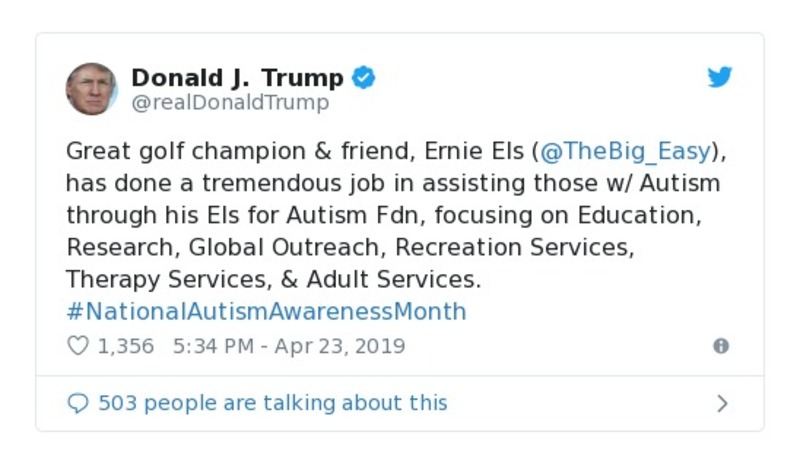 Donald J. Trump
@realDonaldTrump
Great golf champion & friend, Ernie Els (@TheBig_Easy),
has done a tremendous job in assisting those w/ Autism
through his Els for Autism Fdn, focusing on Education,
Research, Global Outreach, Recreation Services,
Therapy Services, & Adult Services.
#NationalAutismAwarenessMonth
1,356 5:34 PM - Apr 23, 2019
503 people are talking about this